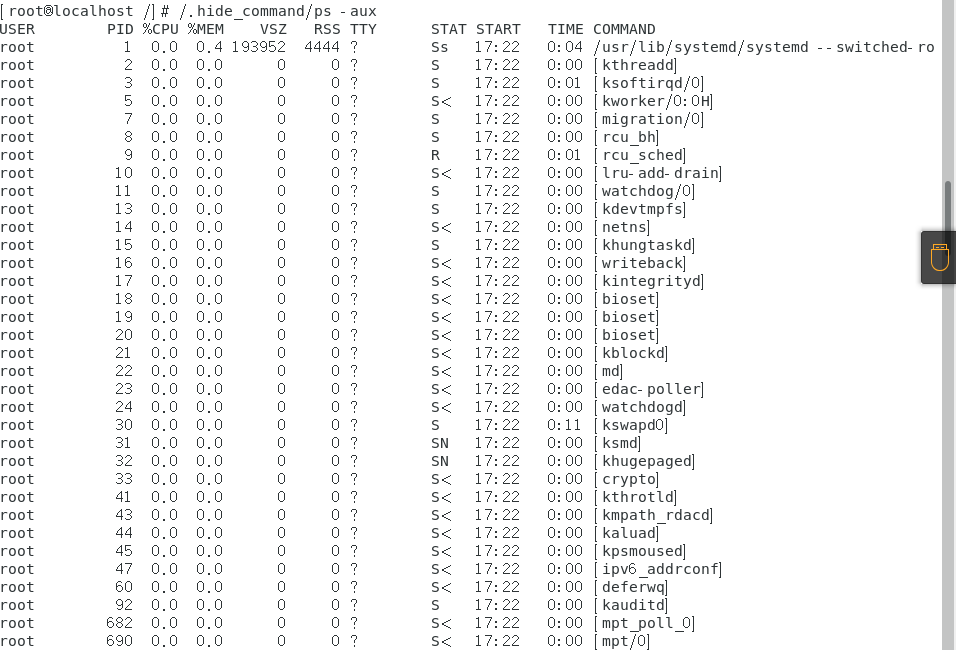 [root@localhost /]# /.hide_command/ps -aux
USER PID %CPU %MEM VSZ RSS TTY STAT START TIME COMMAND
root 1 0.0 0.4 193952 4444 ? Ss 17:22 0:04 /usr/lib/systemd/systemd --switched-ro
root 2 0.0 0.0 0 0 ? S 17:22 0:00 [kthreadd]
root 3 0.0 0.0 0 0 ? S 17:22 0:01 [ksoftirqd/0]
root 5 0.0 0.0 0 0 ? S< 17:22 0:00 [kworker/0:0H]
root 7 0.0 0.0 0 0 ? S 17:22 0:00 [migration/0]
root 8 0.0 0.0 0 0 ? S 17:22 0:00 [rcu_bh]
root 9 0.0 0.0 0 0 ? R 17:22 0:01 [rcu_sched]
root 10 0.0 0.0 0 0 ? S< 17:22 0:00 [lru-add-drain]
root 11 0.0 0.0 0 0 ? S 17:22 0:00 [watchdog/0]
root 13 0.0 0.0 0 0 ? S 17:22 0:00 [kdevtmpfs]
root 14 0.0 0.0 0 0 ? S< 17:22 0:00 [netns]
root 15 0.0 0.0 0 0 ? S 17:22 0:00 [khungtaskd]
root 16 0.0 0.0 0 0 ? S< 17:22 0:00 [writeback]
root 17 0.0 0.0 0 0 ? S< 17:22 0:00 [kintegrityd]
root 18 0.0 0.0 0 0 ? S< 17:22 0:00 [bioset]
root 19 0.0 0.0 0 0 ? S< 17:22 0:00 [bioset]
root 20 0.0 0.0 0 0 ? S< 17:22 0:00 [bioset]
root 21 0.0 0.0 0 0 ? S< 17:22 0:00 [kblockd]
root 22 0.0 0.0 0 0 ? S< 17:22 0:00 [md]
root 23 0.0 0.0 0 0 ? S< 17:22 0:00 [edac-poller]
root 24 0.0 0.0 0 0 ? S< 17:22 0:00 [watchdogd]
root 30 0.0 0.0 0 0 ? S 17:22 0:11 [kswapd0]
root 31 0.0 0.0 0 0 ? SN 17:22 0:00 [ksmd]
root 32 0.0 0.0 0 0 ? SN 17:22 0:00 [khugepaged]
root 33 0.0 0.0 0 0 ? S< 17:22 0:00 [crypto]
root 41 0.0 0.0 0 0 ? S< 17:22 0:00 [kthrotld]
root 43 0.0 0.0 0 0 ? S< 17:22 0:00 [kmpath_rdacd]
root 44 0.0 0.0 0 0 ? S< 17:22 0:00 [kaluad]
root 45 0.0 0.0 0 0 ? S< 17:22 0:00 [kpsmoused]
root 47 0.0 0.0 0 0 ? S< 17:22 0:00 [ipv6_addrconf]
root 60 0.0 0.0 0 0 ? S< 17:22 0:00 [deferwq]
root 92 0.0 0.0 0 0 ? S 17:22 0:00 [kauditd]
root 682 0.0 0.0 0 0 ? S< 17:22 0:00 [mpt_poll_0]
root 690 0.0 0.0 0 0 ? S< 17:22 0:00 [mpt/0]